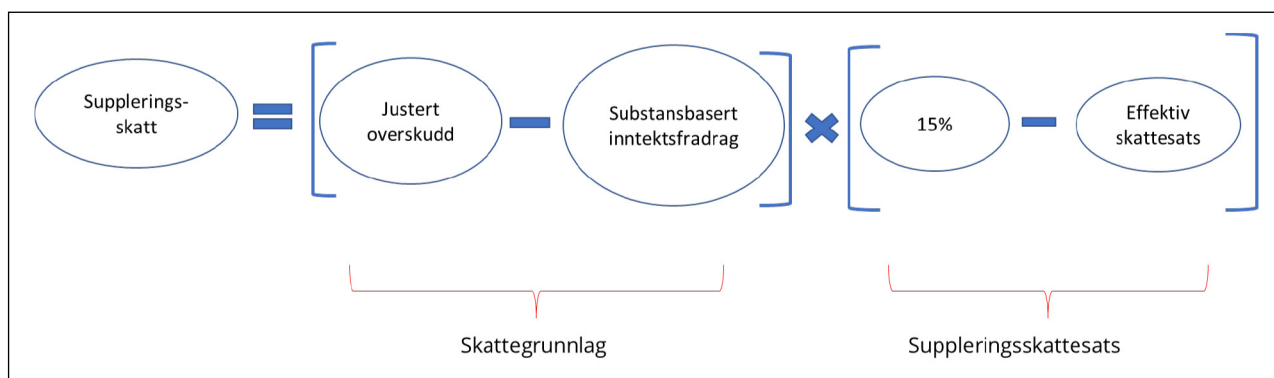 Supplerings-
skatt
Justert
overskudd
Substansbasert
inntektsfradrag
15%
Effektiv
skattesats
Skattegrunnlag
Suppleringsskattesats